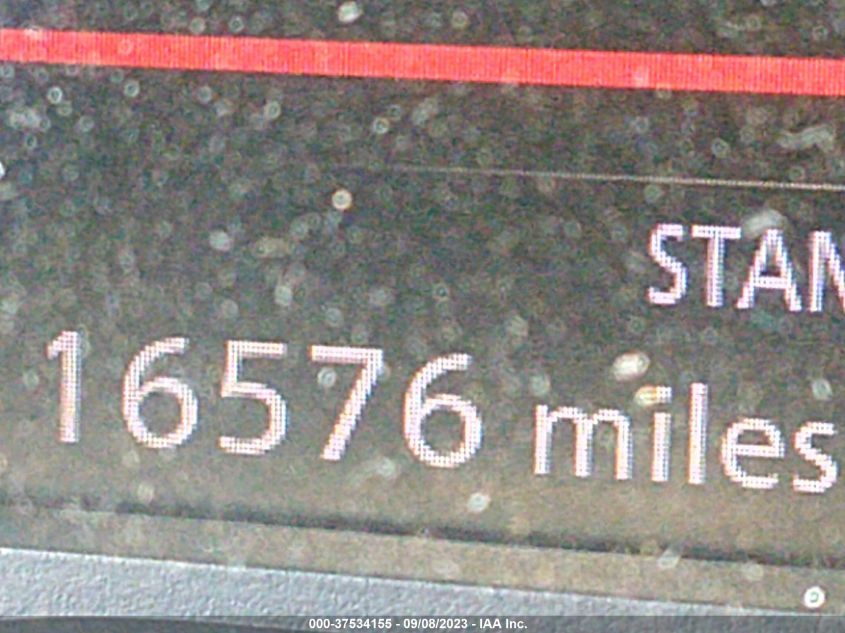 STAN
16576 miles
000-37534155 - 09/08/2023 - IAA Inc.